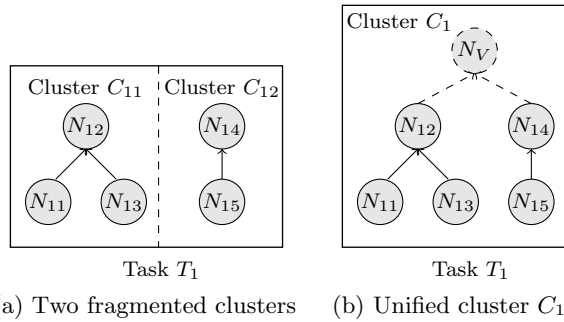 Cluster C₁₁
Cluster C₁₂
N₁₂
N₁₄
N₁₁
N₁₃
N₁₅
Task T₁
a) Two fragmented clusters
Cluster C₁
N_V
N₁₂
N₁₄
N₁₁
N₁₃
N₁₅
Task T₁
(b) Unified cluster C₁